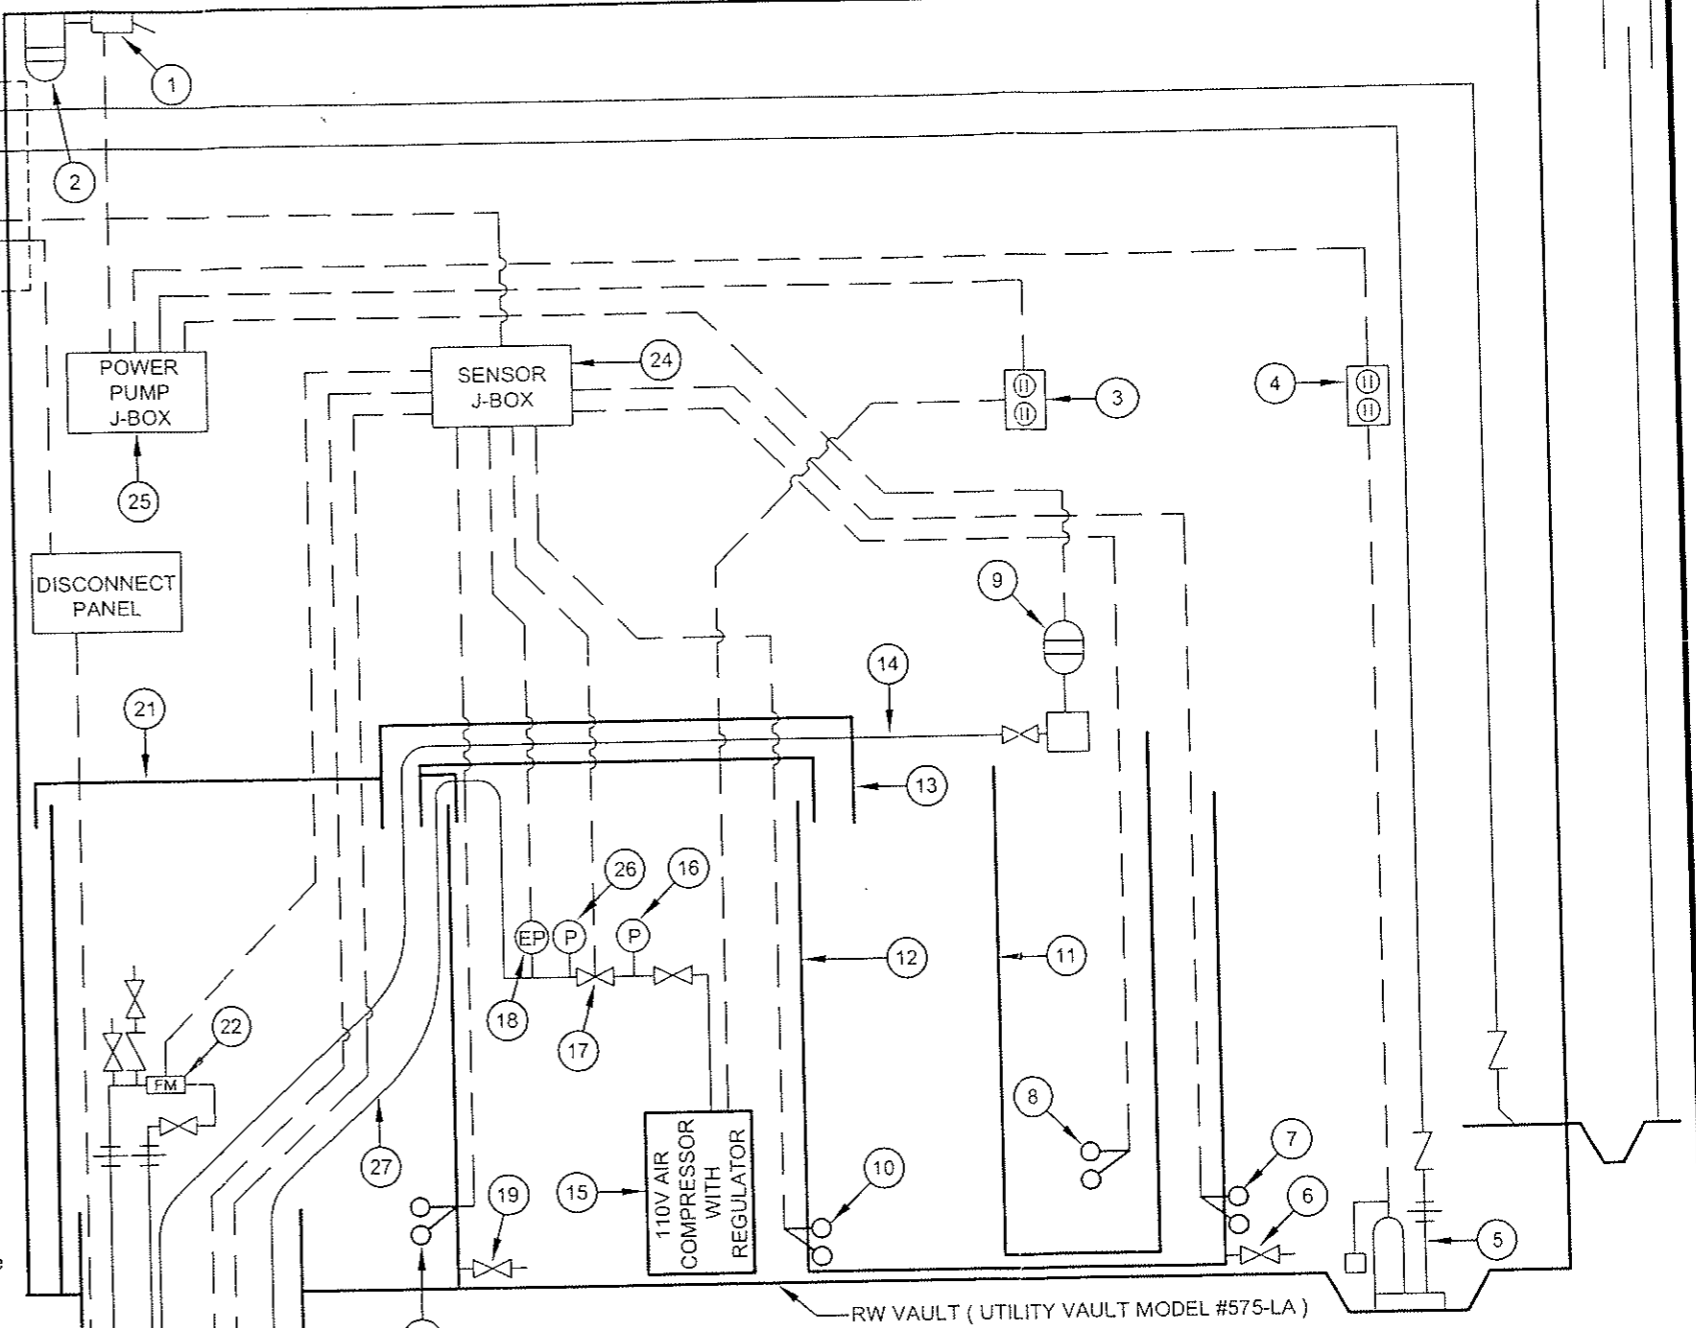 1
2
24
3
4
POWER
PUMP
J-BOX
SENSOR
J-BOX
25
DISCONNECT
PANEL
9
14
21
13
26
16
EP
P
P
12
11
18
17
22
FM
8
7
27
15
110V AIR
COMPRESSOR
WITH
REGULATOR
19
10
6
5
RW VAULT ( UTILITY VAULT MODEL #575-LA )